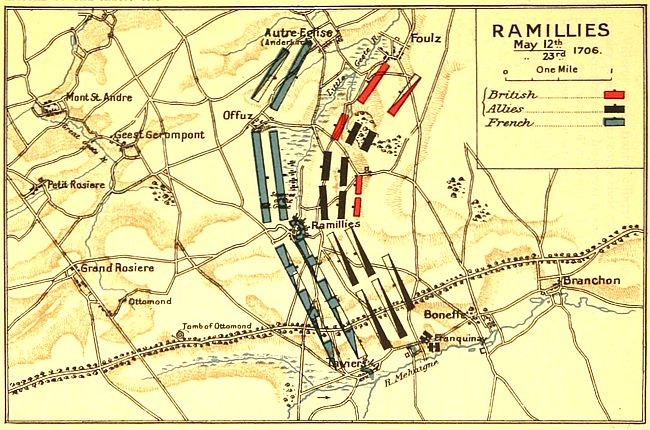 RAMILLIES
May 12th
" 23rd 1706.
One Mile
British
Allies
French
Autre-Eglise
(Anderkirk)
Foulz
Little Geete R.
Mont St. Andre
Offuz
Geest Gerompont
Petit Rosiere
Ramillies
Grand Rosiere
Ottomond
Branchon
Boneffe
Tomb of Ottomond
Franquinay
Taviers
R. Mehaigne